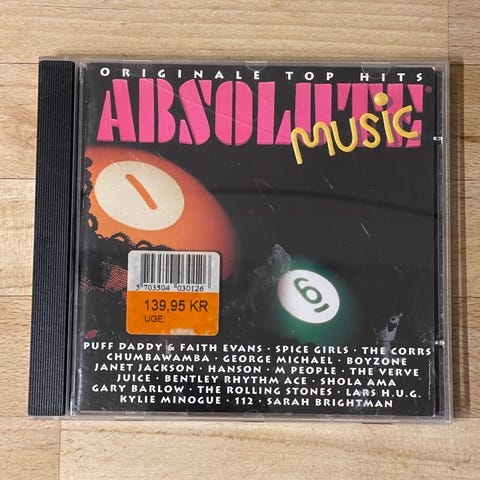 ORIGINALE TOP HITS
ABSOLUTE®
MUSIC
1
6
5 703504 030126
139,95 KR
UGE:
PUFF DADDY & FAITH EVANS · SPICE GIRLS · THE CORRS
CHUMBAWAMBA · GEORGE MICHAEL · BOYZONE
JANET JACKSON · HANSON · M PEOPLE · THE VERVE
JUICE · BENTLEY RHYTHM ACE · SHOLA AMA
GARY BARLOW · THE ROLLING STONES · LARS H.U.G.
KYLIE MINOGUE · 112 · SARAH BRIGHTMAN